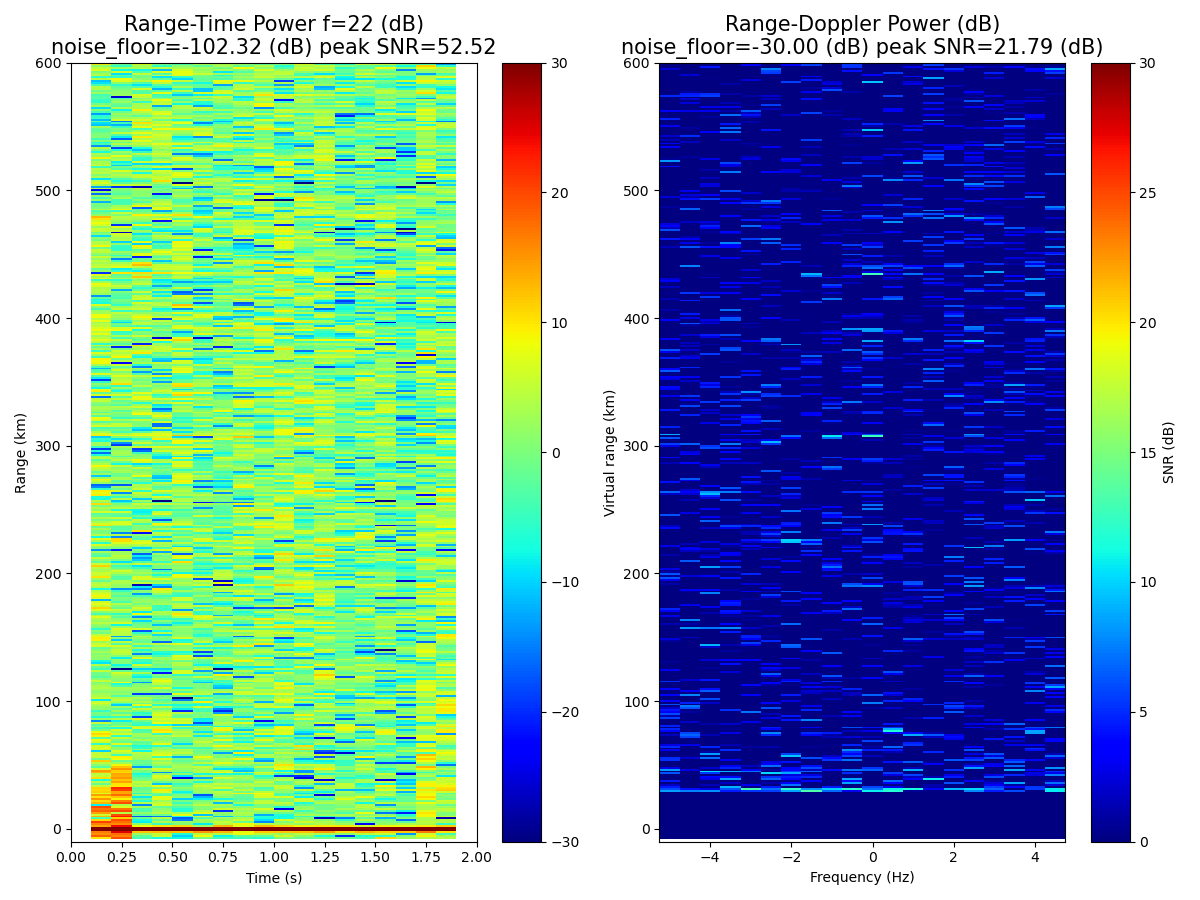 Range-Time Power f=22 (dB)
noise_floor=-102.32 (dB) peak SNR=52.52
Range-Doppler Power (dB)
noise_floor=-30.00 (dB) peak SNR=21.79 (dB)
600
500
400
300
200
100
0
Range (km)
0.00 0.25 0.50 0.75 1.00 1.25 1.50 1.75 2.00
Time (s)
30
20
10
0
−10
−20
−30
600
500
400
300
200
100
0
Virtual range (km)
−4 −2 0 2 4
Frequency (Hz)
30
25
20
15
10
5
0
SNR (dB)